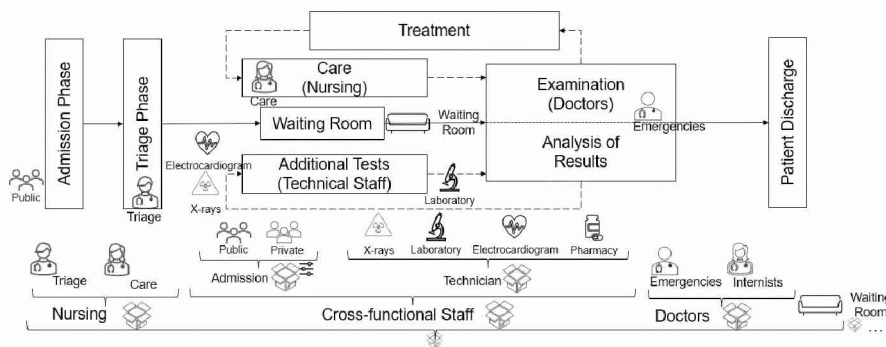 Treatment
Admission Phase
Triage Phase
Care
(Nursing)
Care
Examination
(Doctors)
Emergencies
Patient Discharge
Waiting Room
Waiting
Room
Analysis of
Results
Electrocardiogram
Additional Tests
(Technical Staff)
Laboratory
Public
Triage
X-rays
Public
Private
X-rays
Laboratory
Electrocardiogram
Pharmacy
Triage
Care
Admission
Technician
Emergencies
Internists
Nursing
Cross-functional Staff
Doctors
Waiting
Room
...